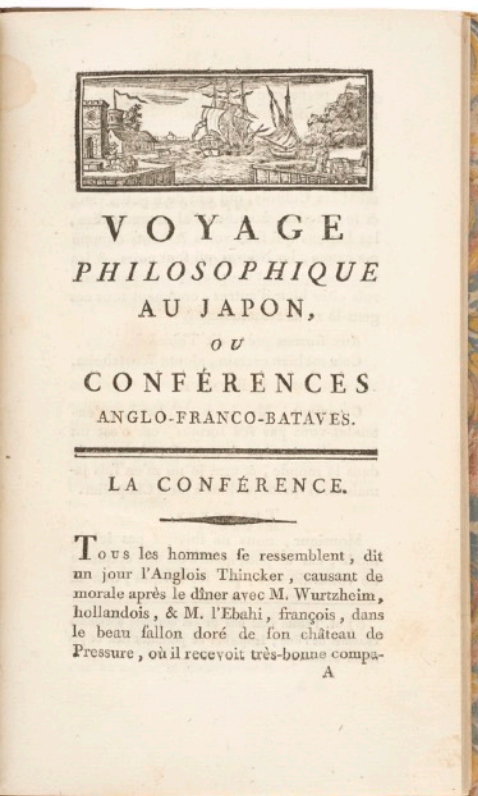 VOYAGE
PHILOSOPHIQUE
AU JAPON,
OU
CONFÉRENCES
ANGLO-FRANCO-BATAVES.
LA CONFÉRENCE.
Tous les hommes ſe reſſemblent, dit
un jour l'Anglois Thincker, cauſant de
morale après le dîner avec M. Wurtzheim,
hollandois, & M. l'Ebahi, françois, dans
le beau ſallon doré de ſon château de
Preſſure, où il recevoit très-bonne compa-
A